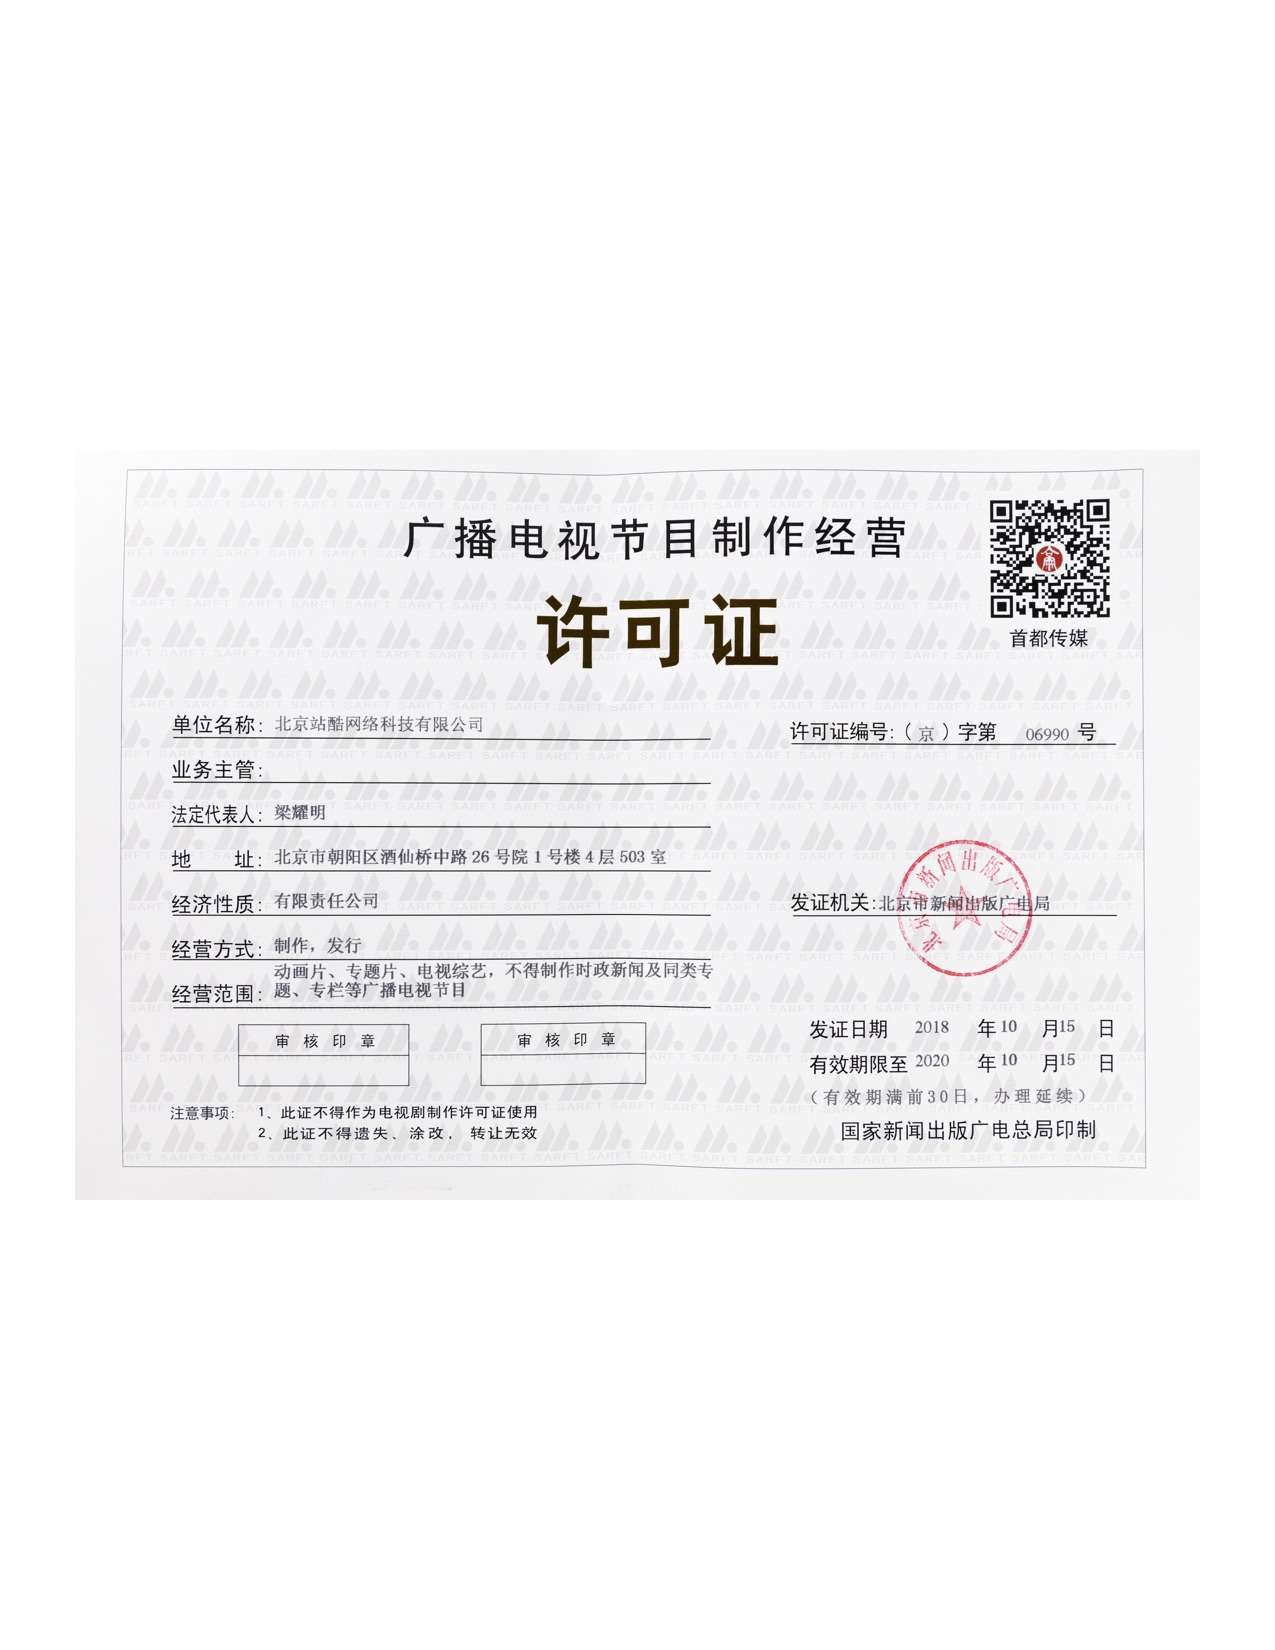 广播电视节目制作经营
许可证
首都传媒
单位名称：北京站酷网络科技有限公司
许可证编号：（京）字第 06990 号
业务主管：
法定代表人：梁耀明
地 址：北京市朝阳区酒仙桥中路 26 号院 1 号楼 4 层 503 室
经济性质：有限责任公司
发证机关：北京市新闻出版广电局
北京市新闻出版广电局
经营方式：制作，发行
经营范围：动画片、专题片、电视综艺，不得制作时政新闻及同类专
题、专栏等广播电视节目
审核印章
审核印章
发证日期 2018 年 10 月 15 日
有效期限至 2020 年 10 月 15 日
（有效期满前30日，办理延续）
国家新闻出版广电总局印制
注意事项：1、此证不得作为电视剧制作许可证使用
2、此证不得遗失、涂改，转让无效
SARFT